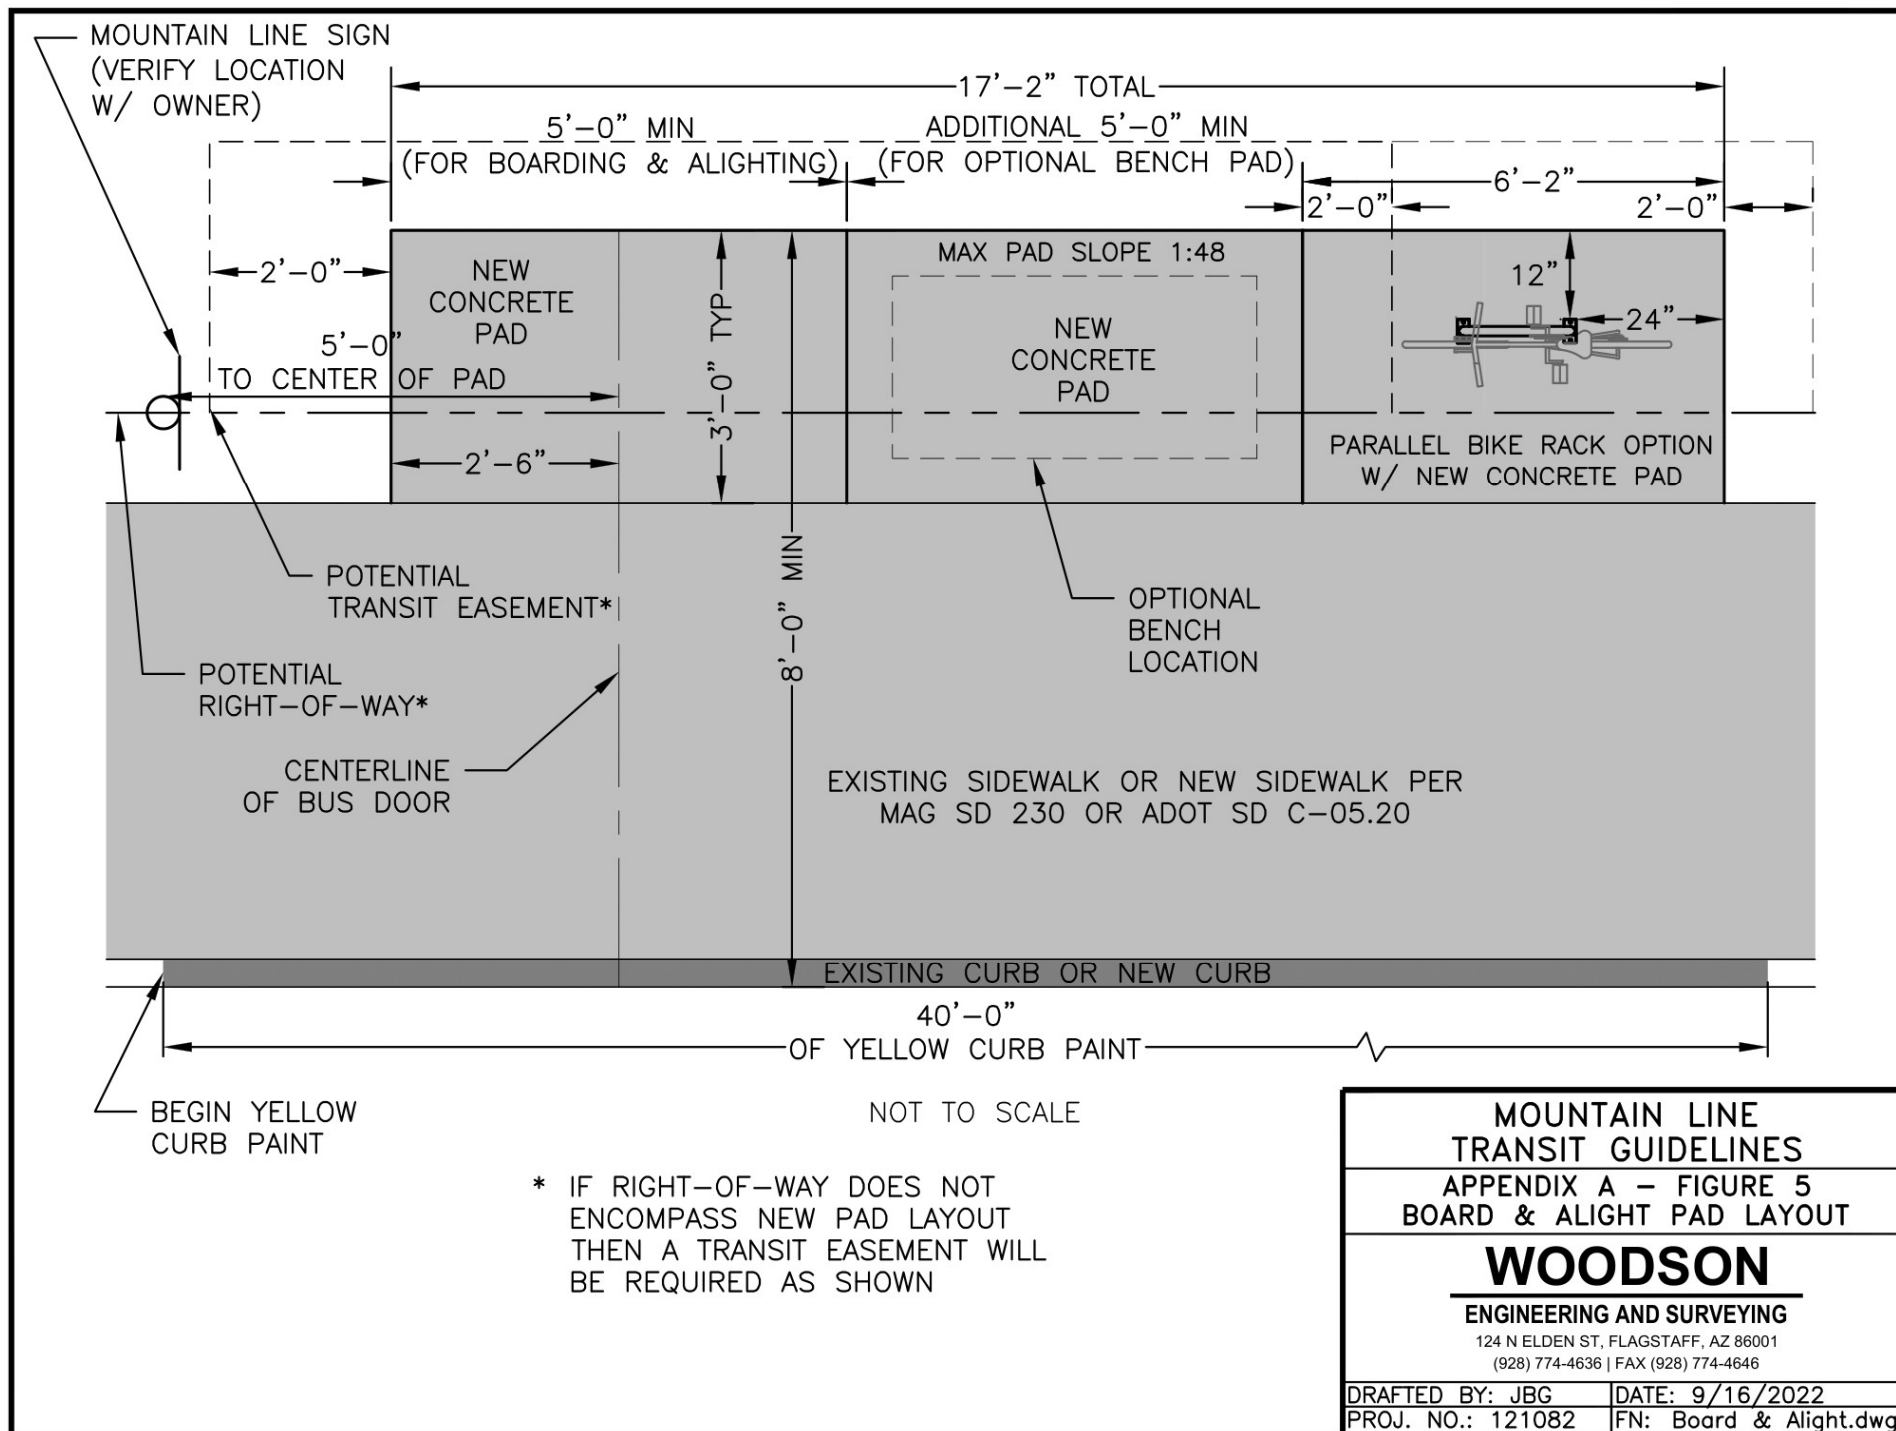 MOUNTAIN LINE SIGN
(VERIFY LOCATION
W/ OWNER)
17'-2" TOTAL
5'-0" MIN
(FOR BOARDING & ALIGHTING)
ADDITIONAL 5'-0" MIN
(FOR OPTIONAL BENCH PAD)
6'-2"
2'-0"
2'-0"
2'-0"
NEW
CONCRETE
PAD
MAX PAD SLOPE 1:48
12"
24"
3'-0" TYP
NEW
CONCRETE
PAD
5'-0"
TO CENTER OF PAD
2'-6"
PARALLEL BIKE RACK OPTION
W/ NEW CONCRETE PAD
8'-0" MIN
POTENTIAL
TRANSIT EASEMENT*
OPTIONAL
BENCH
LOCATION
POTENTIAL
RIGHT-OF-WAY*
CENTERLINE
OF BUS DOOR
EXISTING SIDEWALK OR NEW SIDEWALK PER
MAG SD 230 OR ADOT SD C-05.20
EXISTING CURB OR NEW CURB
40'-0"
OF YELLOW CURB PAINT
BEGIN YELLOW
CURB PAINT
NOT TO SCALE
* IF RIGHT-OF-WAY DOES NOT
ENCOMPASS NEW PAD LAYOUT
THEN A TRANSIT EASEMENT WILL
BE REQUIRED AS SHOWN
MOUNTAIN LINE
TRANSIT GUIDELINES
APPENDIX A - FIGURE 5
BOARD & ALIGHT PAD LAYOUT
WOODSON
ENGINEERING AND SURVEYING
124 N ELDEN ST, FLAGSTAFF, AZ 86001
(928) 774-4636 | FAX (928) 774-4646
DRAFTED BY: JBG
DATE: 9/16/2022
PROJ. NO.: 121082
FN: Board & Alight.dwg